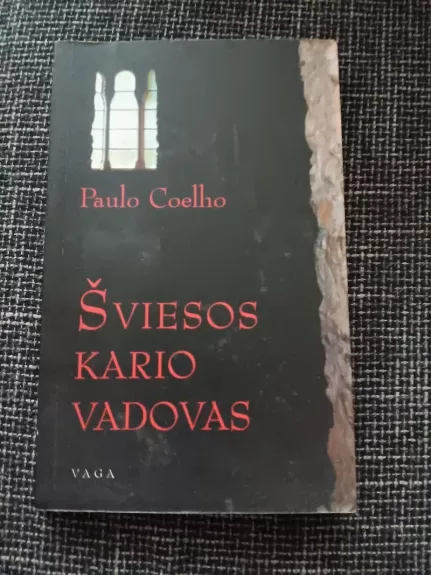 Paulo Coelho
ŠVIESOS
KARIO
VADOVAS
VAGA